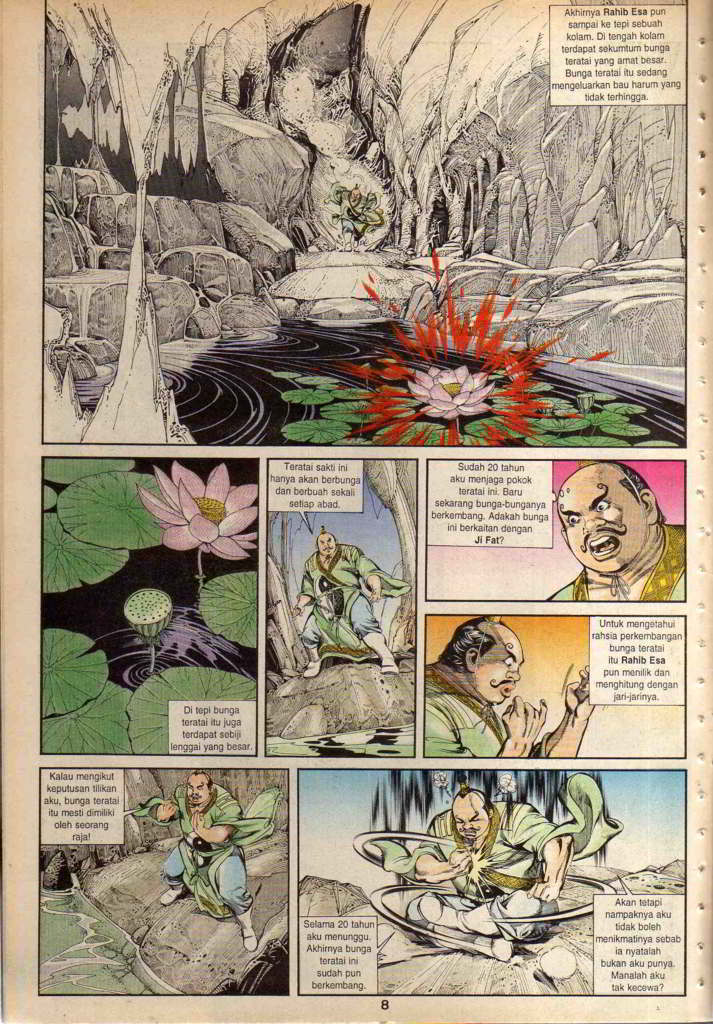 Akhirnya Rahib Esa pun
sampai ke tepi sebuah
kolam. Di tengah kolam
terdapat sekumtum bunga
teratai yang amat besar.
Bunga teratai itu sedang
mengeluarkan bau harum yang
tidak terhingga.
Di tepi bunga
teratai itu juga
terdapat sebiji
lenggai yang besar.
Teratai sakti ini
hanya akan berbunga
dan berbuah sekali
setiap abad.
Sudah 20 tahun
aku menjaga pokok
teratai ini. Baru
sekarang bunga-bunganya
berkembang. Adakah bunga
ini berkaitan dengan
Ji Fat?
Untuk mengetahui
rahsia perkembangan
bunga teratai
itu Rahib Esa
pun menilik dan
menghitung dengan
jari-jarinya.
Kalau mengikut
keputusan tilikan
aku, bunga teratai
itu mesti dimiliki
oleh seorang
raja!
Selama 20 tahun
aku menunggu.
Akhirnya bunga
teratai ini
sudah pun
berkembang.
Akan tetapi
nampaknya aku
tidak boleh
menikmatinya sebab
ia nyatalah
bukan aku punya.
Manalah aku
tak kecewa?
8